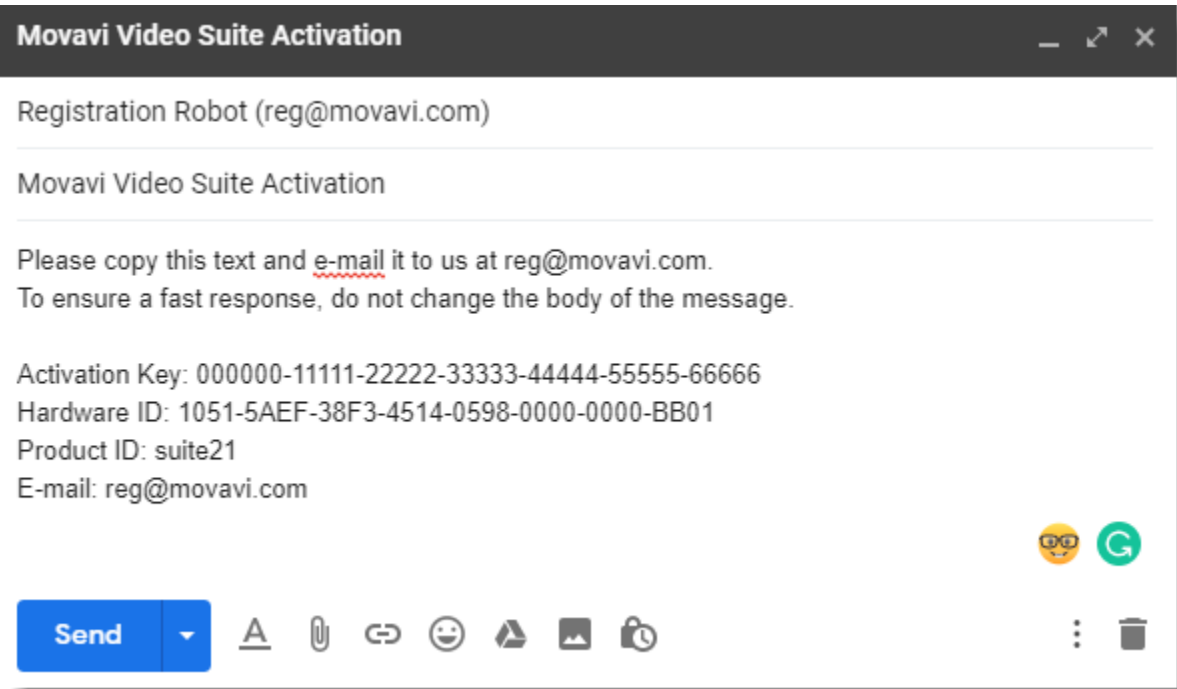 Movavi Video Suite Activation
Registration Robot (reg@movavi.com)
Movavi Video Suite Activation
Please copy this text and e-mail it to us at reg@movavi.com.
To ensure a fast response, do not change the body of the message.
Activation Key: 000000-11111-22222-33333-44444-55555-66666
Hardware ID: 1051-5AEF-38F3-4514-0598-0000-0000-BB01
Product ID: suite21
E-mail: reg@movavi.com
Send